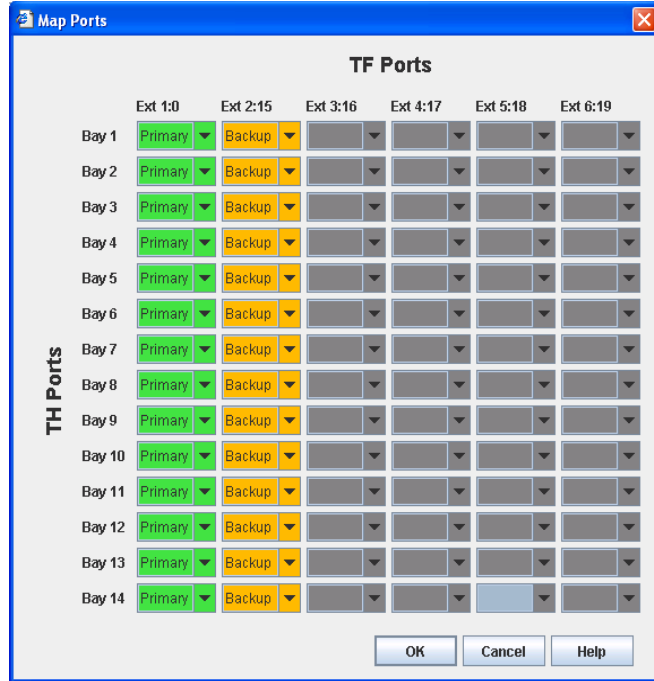 Map Ports
TF Ports
Ext 1:0 Ext 2:15 Ext 3:16 Ext 4:17 Ext 5:18 Ext 6:19
Bay 1 Primary Backup
Bay 2 Primary Backup
Bay 3 Primary Backup
Bay 4 Primary Backup
Bay 5 Primary Backup
Bay 6 Primary Backup
Bay 7 Primary Backup
Bay 8 Primary Backup
Bay 9 Primary Backup
Bay 10 Primary Backup
Bay 11 Primary Backup
Bay 12 Primary Backup
Bay 13 Primary Backup
Bay 14 Primary Backup
TH Ports
OK Cancel Help